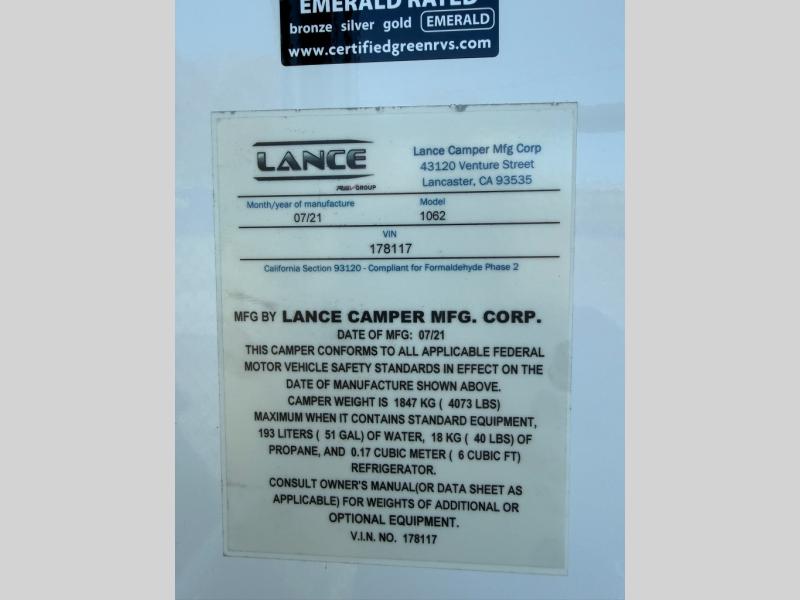 EMERALD RATED
bronze silver gold EMERALD
www.certifiedgreenrvs.com
LANCE
REV GROUP
Lance Camper Mfg Corp
43120 Venture Street
Lancaster, CA 93535
Month/year of manufacture
07/21
Model
1062
VIN
178117
California Section 93120 - Compliant for Formaldehyde Phase 2
MFG BY LANCE CAMPER MFG. CORP.
DATE OF MFG: 07/21
THIS CAMPER CONFORMS TO ALL APPLICABLE FEDERAL
MOTOR VEHICLE SAFETY STANDARDS IN EFFECT ON THE
DATE OF MANUFACTURE SHOWN ABOVE.
CAMPER WEIGHT IS 1847 KG ( 4073 LBS)
MAXIMUM WHEN IT CONTAINS STANDARD EQUIPMENT,
193 LITERS ( 51 GAL) OF WATER, 18 KG ( 40 LBS) OF
PROPANE, AND 0.17 CUBIC METER ( 6 CUBIC FT)
REFRIGERATOR.
CONSULT OWNER'S MANUAL(OR DATA SHEET AS
APPLICABLE) FOR WEIGHTS OF ADDITIONAL OR
OPTIONAL EQUIPMENT.
V.I.N. NO. 178117